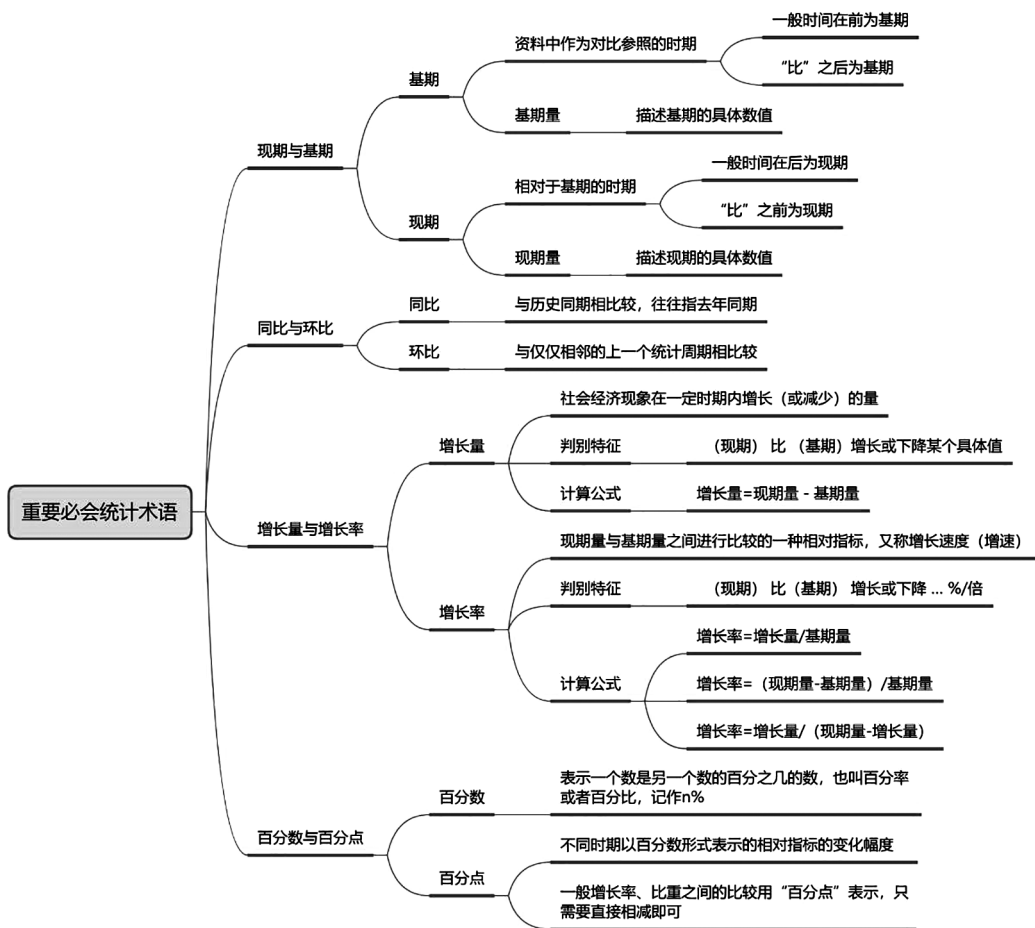 重要必会统计术语
现期与基期
基期
资料中作为对比参照的时期
一般时间在前为基期
“比”之后为基期
基期量
描述基期的具体数值
现期
相对于基期的时期
一般时间在后为现期
“比”之前为现期
现期量
描述现期的具体数值
同比与环比
同比
与历史同期相比较，往往指去年同期
环比
与仅仅相邻的上一个统计周期相比较
增长量与增长率
增长量
社会经济现象在一定时期内增长（或减少）的量
判别特征
（现期） 比 （基期）增长或下降某个具体值
计算公式
增长量=现期量 - 基期量
增长率
现期量与基期量之间进行比较的一种相对指标，又称增长速度（增速）
判别特征
（现期） 比（基期） 增长或下降 ... %/倍
计算公式
增长率=增长量/基期量
增长率=（现期量-基期量）/基期量
增长率=增长量/（现期量-增长量）
百分数与百分点
百分数
表示一个数是另一个数的百分之几的数，也叫百分率
或者百分比，记作n%
百分点
不同时期以百分数形式表示的相对指标的变化幅度
一般增长率、比重之间的比较用“百分点”表示，只
需要直接相减即可